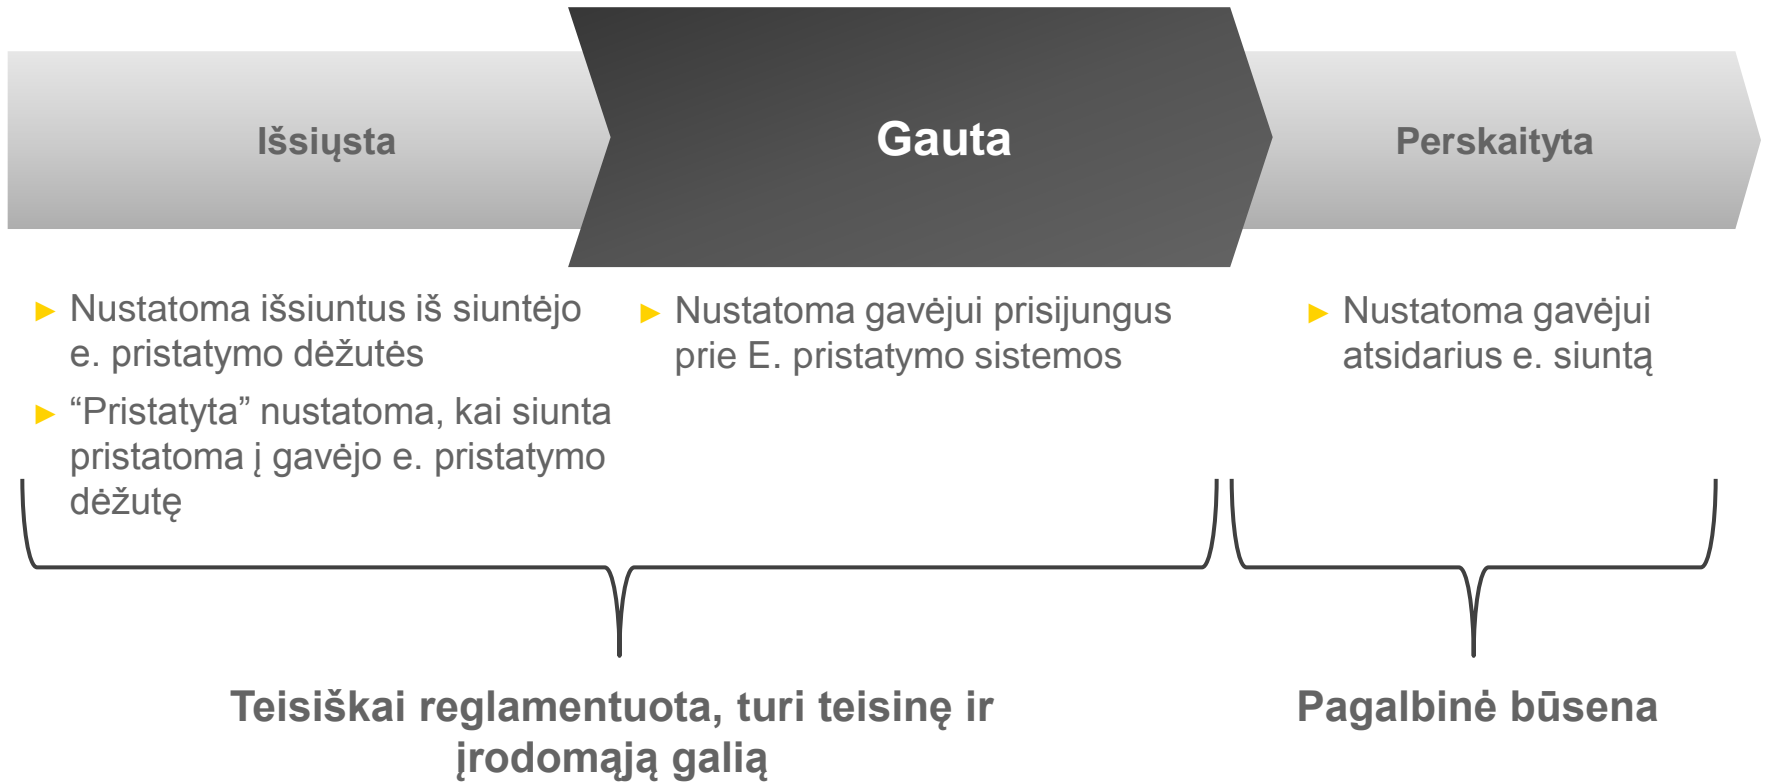 Išsiųsta
Gauta
Perskaityta
► Nustatoma išsiuntus iš siuntėjo
e. pristatymo dėžutės
► “Pristatyta” nustatoma, kai siunta
pristatoma į gavėjo e. pristatymo
dėžutę
► Nustatoma gavėjui prisijungus
prie E. pristatymo sistemos
► Nustatoma gavėjui
atsidarius e. siuntą
Teisiškai reglamentuota, turi teisinę ir
įrodomąją galią
Pagalbinė būsena